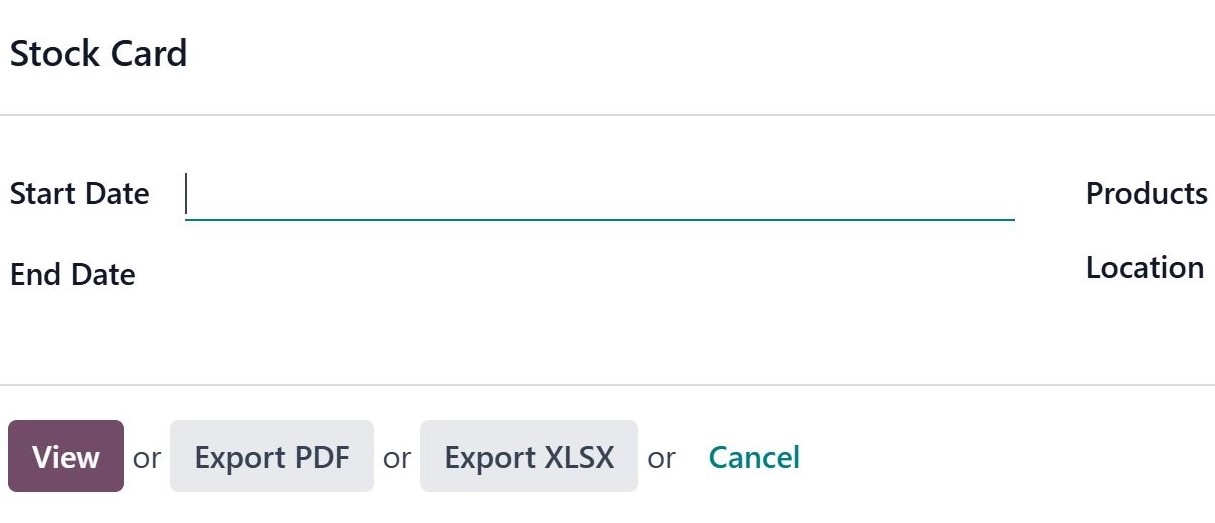 Stock Card
Start Date Products
End Date Location
View or Export PDF or Export XLSX or Cancel